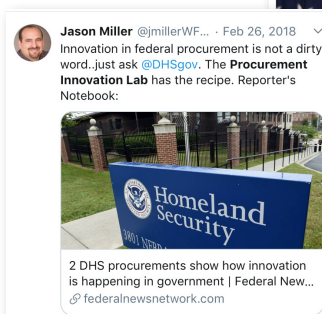 Jason Miller @jmillerWF... · Feb 26, 2018
Innovation in federal procurement is not a dirty
word..just ask @DHSgov. The Procurement
Innovation Lab has the recipe. Reporter's
Notebook:
Homeland
Security
3801 NEBRA
2 DHS procurements show how innovation
is happening in government | Federal New...
federalnewsnetwork.com